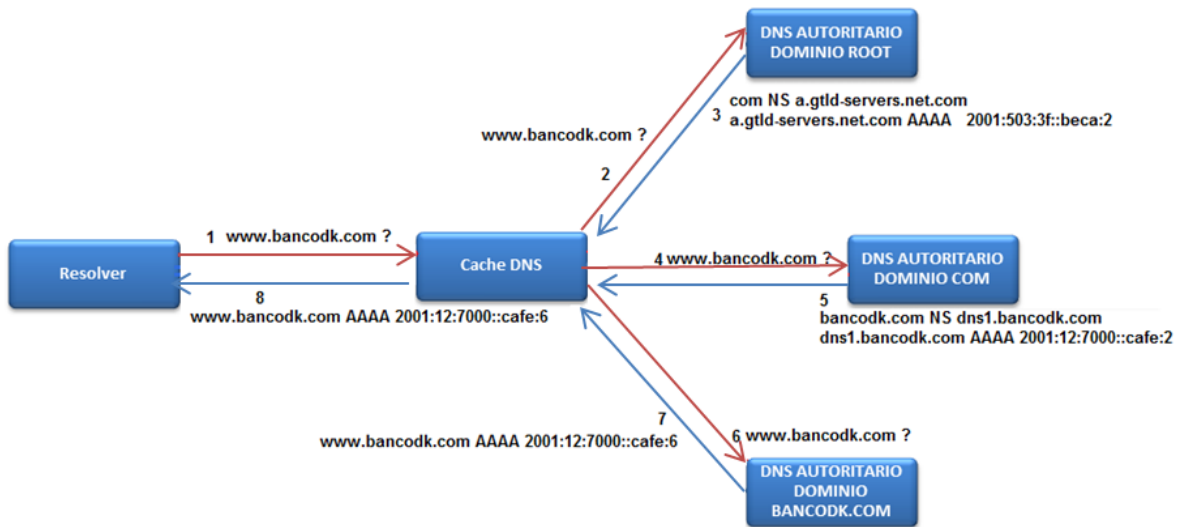 DNS AUTORITARIO
DOMINIO ROOT
com NS a.gtld-servers.net.com
3 a.gtld-servers.net.com AAAA 2001:503:3f::beca:2
www.bancodk.com ?
2
1 www.bancodk.com ?
Resolver
Cache DNS
4 www.bancodk.com ?
DNS AUTORITARIO
DOMINIO COM
8
www.bancodk.com AAAA 2001:12:7000::cafe:6
5
bancodk.com NS dns1.bancodk.com
dns1.bancodk.com AAAA 2001:12:7000::cafe:2
7
www.bancodk.com AAAA 2001:12:7000::cafe:6
6 www.bancodk.com ?
DNS AUTORITARIO
DOMINIO
BANCODK.COM